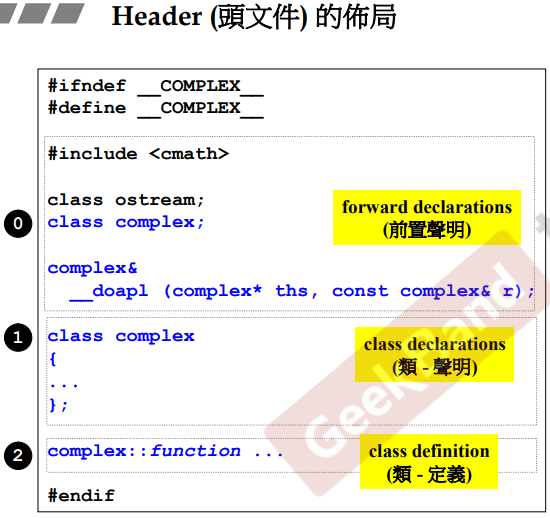 Header (頭文件) 的佈局
#ifndef __COMPLEX__
#define __COMPLEX__
#include <cmath>
class ostream;
0
class complex;
forward declarations
(前置聲明)
complex&
__doapl (complex* ths, const complex& r);
1
class complex
{
...
};
class declarations
(類 - 聲明)
2
complex::function ...
class definition
(類 - 定義)
#endif
GeekBand